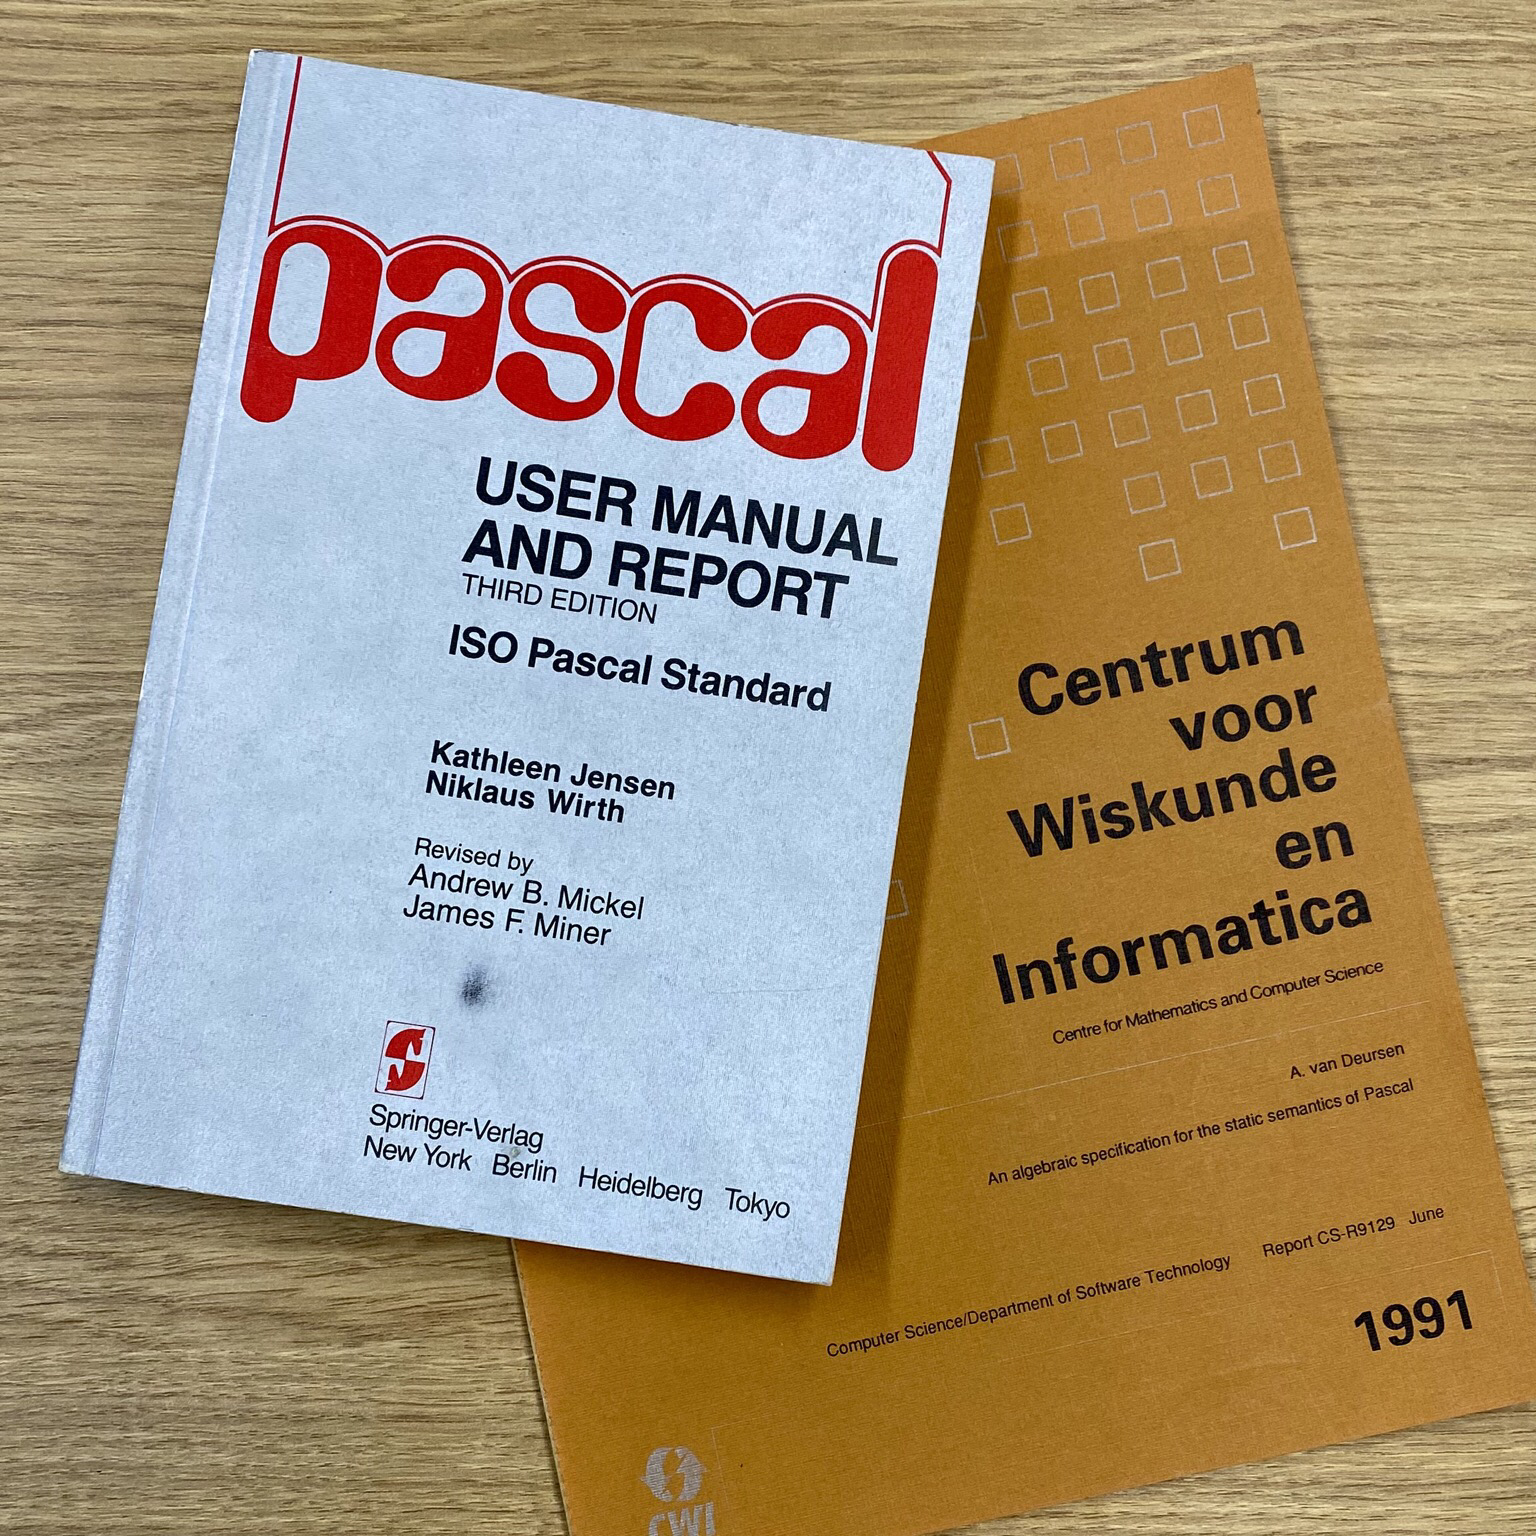 pascal
USER MANUAL
AND REPORT
THIRD EDITION
ISO Pascal Standard
Kathleen Jensen
Niklaus Wirth
Revised by
Andrew B. Mickel
James F. Miner
S
Springer-Verlag
New York Berlin Heidelberg Tokyo
Centrum
voor
Wiskunde
en
Informatica
Centre for Mathematics and Computer Science
A. van Deursen
An algebraic specification for the static semantics of Pascal
Computer Science/Department of Software Technology Report CS-R9129 June
1991
CWI